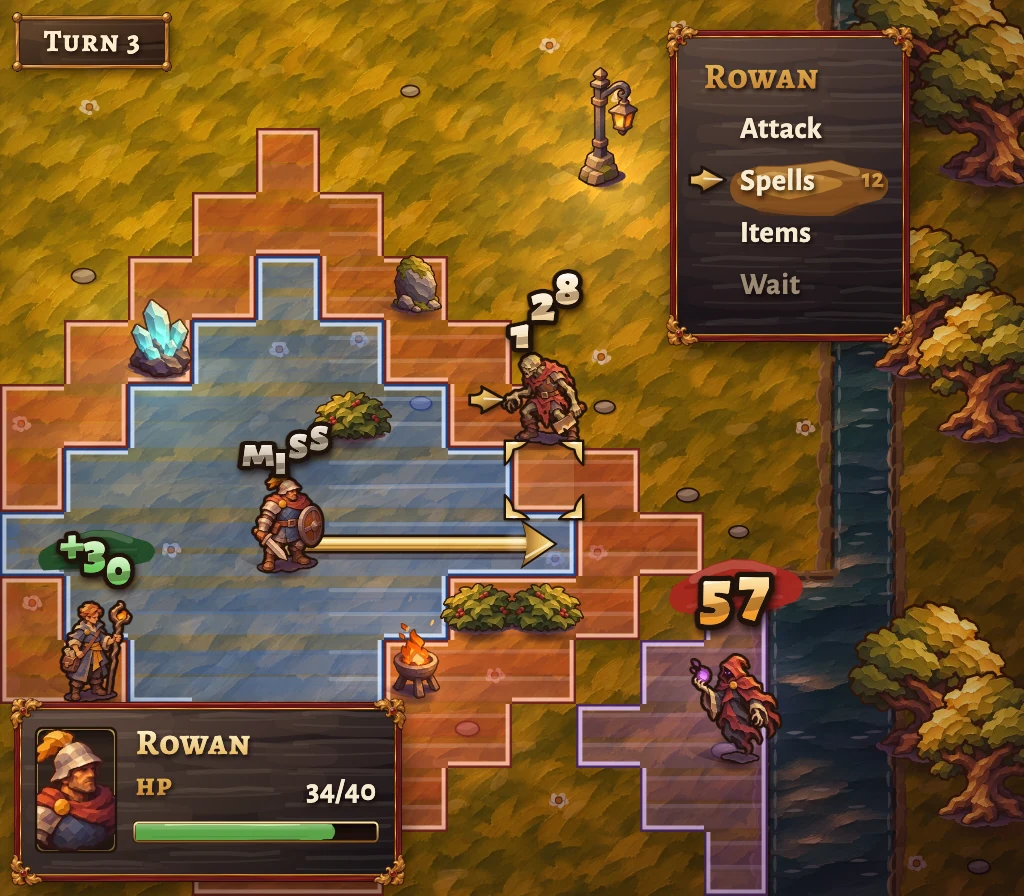 TURN 3
ROWAN
Attack
Spells 12
Items
Wait
128
MISS
+30
57
ROWAN
HP
34/40